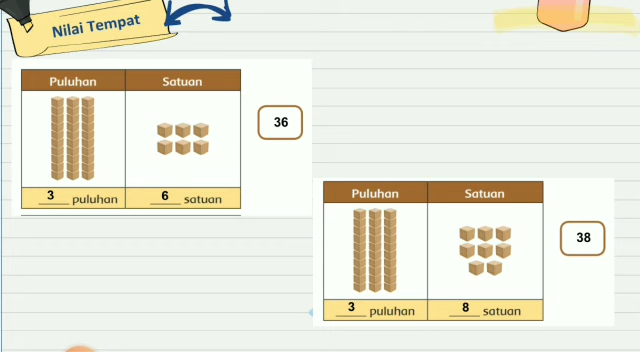 Nilai Tempat
Puluhan Satuan
36
3 puluhan 6 satuan
Puluhan Satuan
38
3 puluhan 8 satuan